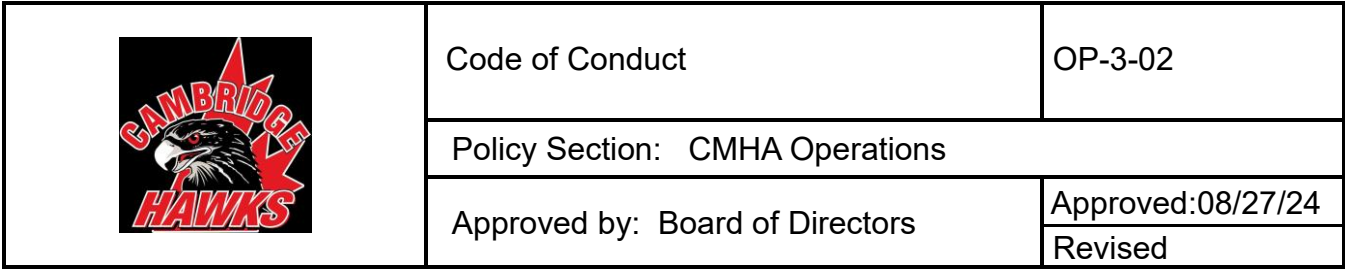 CAMBRIDGE
HAWKS
Code of Conduct
OP-3-02
Policy Section: CMHA Operations
Approved by: Board of Directors
Approved:08/27/24
Revised